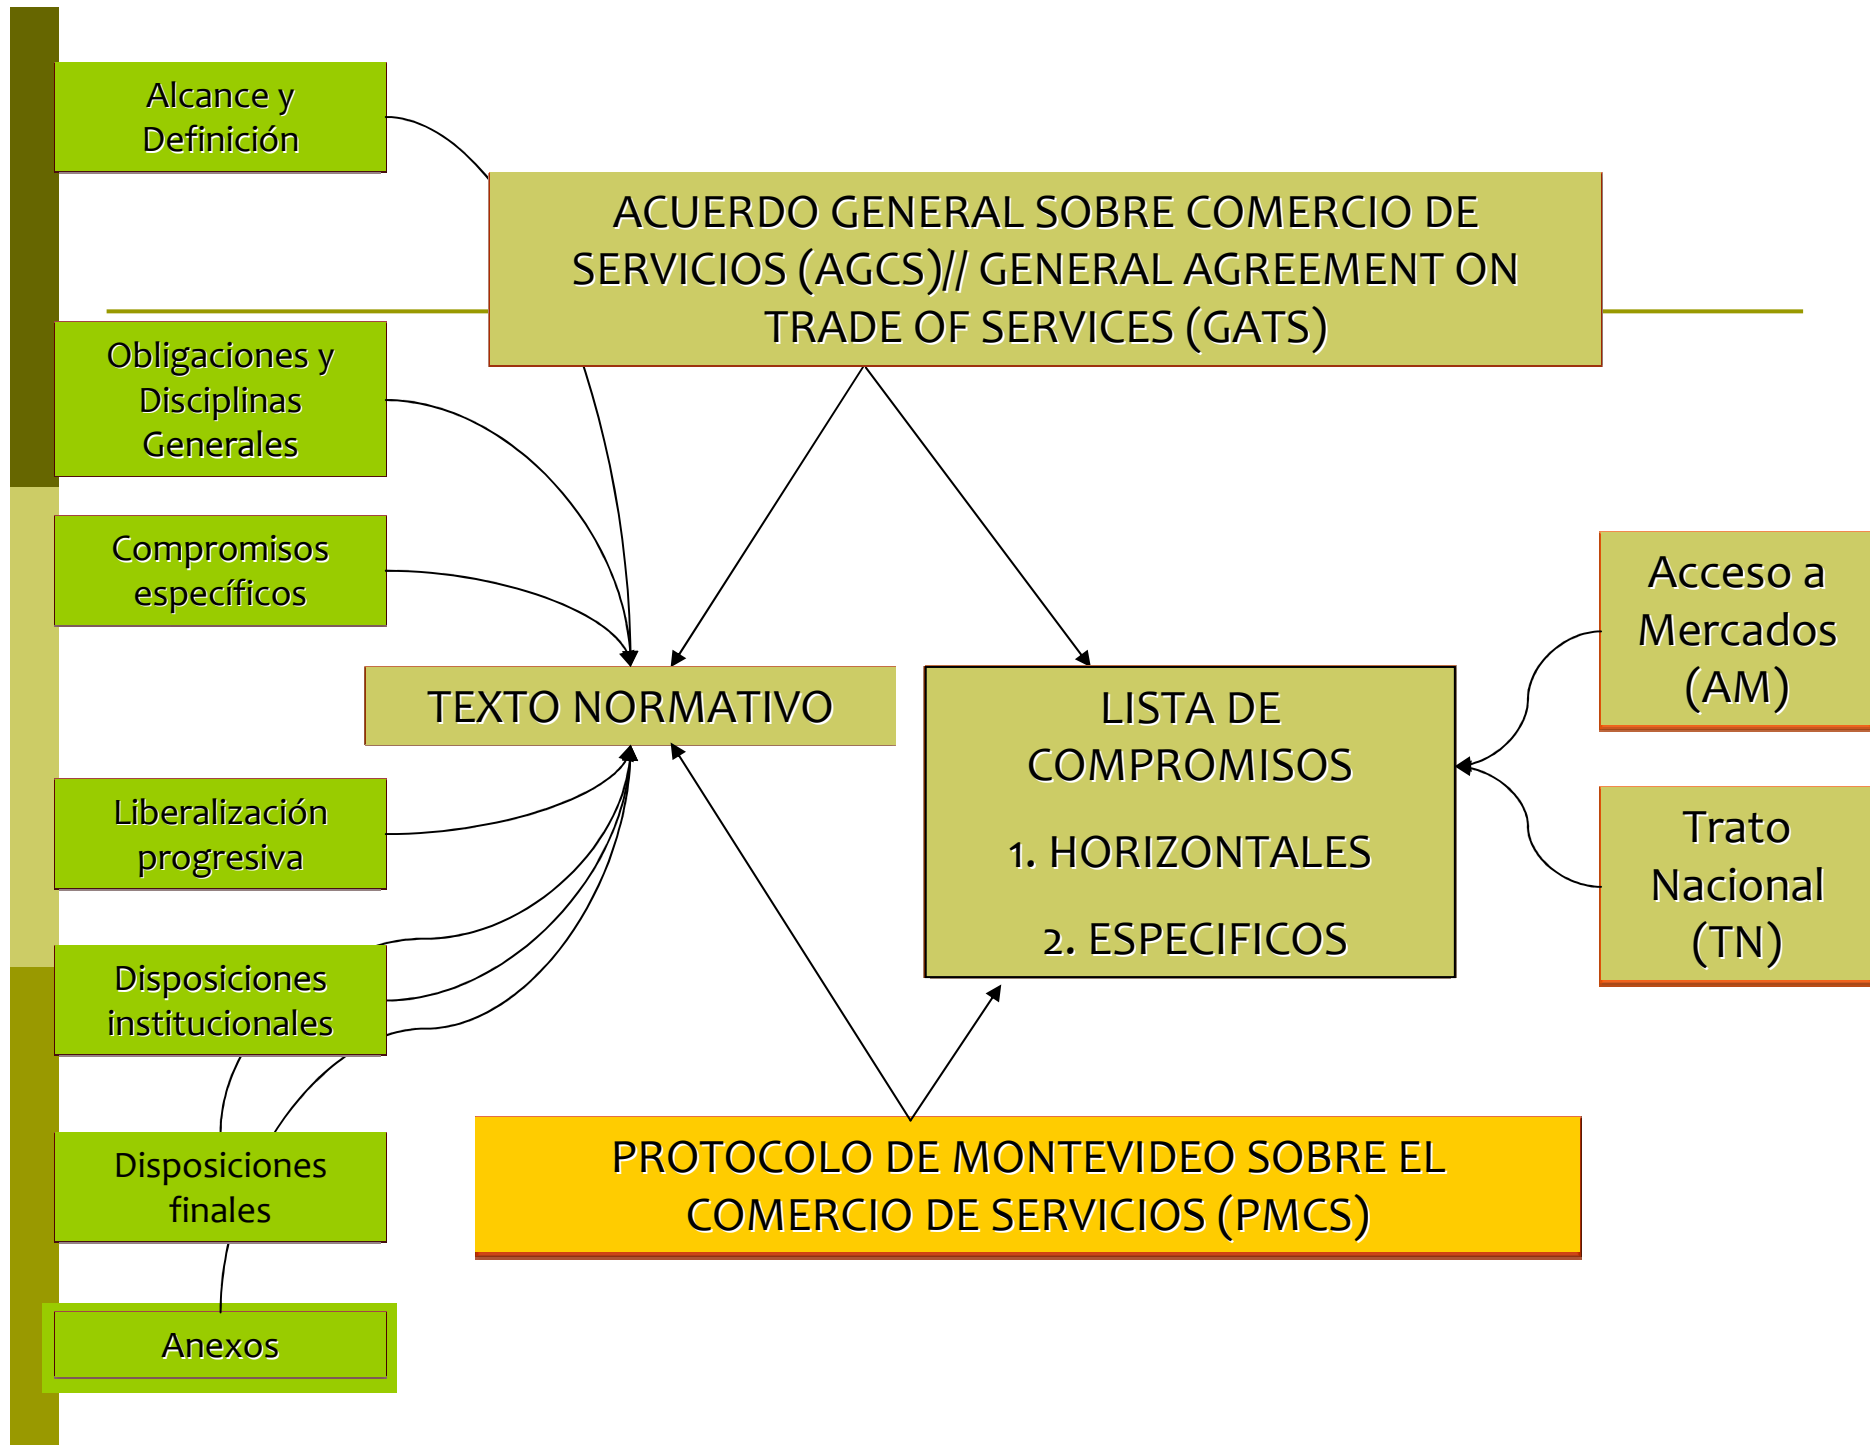 Alcance y
Definición
ACUERDO GENERAL SOBRE COMERCIO DE
SERVICIOS (AGCS)// GENERAL AGREEMENT ON
TRADE OF SERVICES (GATS)
Obligaciones y
Disciplinas
Generales
Compromisos
específicos
TEXTO NORMATIVO
LISTA DE
COMPROMISOS
1. HORIZONTALES
2. ESPECIFICOS
Acceso a
Mercados
(AM)
Trato
Nacional
(TN)
Liberalización
progresiva
Disposiciones
institucionales
Disposiciones
finales
Anexos
PROTOCOLO DE MONTEVIDEO SOBRE EL
COMERCIO DE SERVICIOS (PMCS)